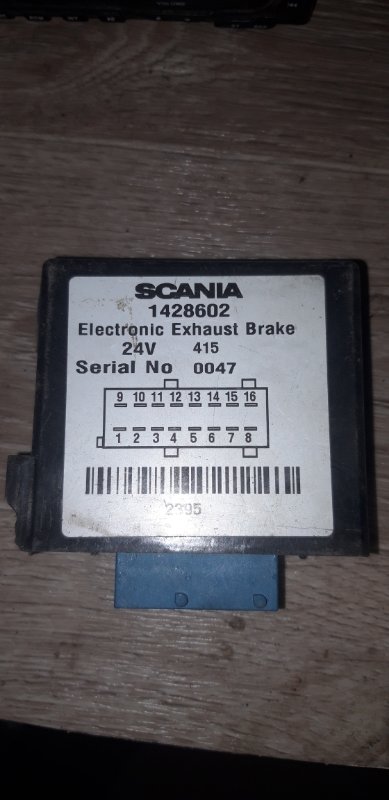 SCANIA
1428602
Electronic Exhaust Brake
24V 415
Serial No 0047
9 10 11 12 13 14 15 16
1 2 3 4 5 6 7 8
2395